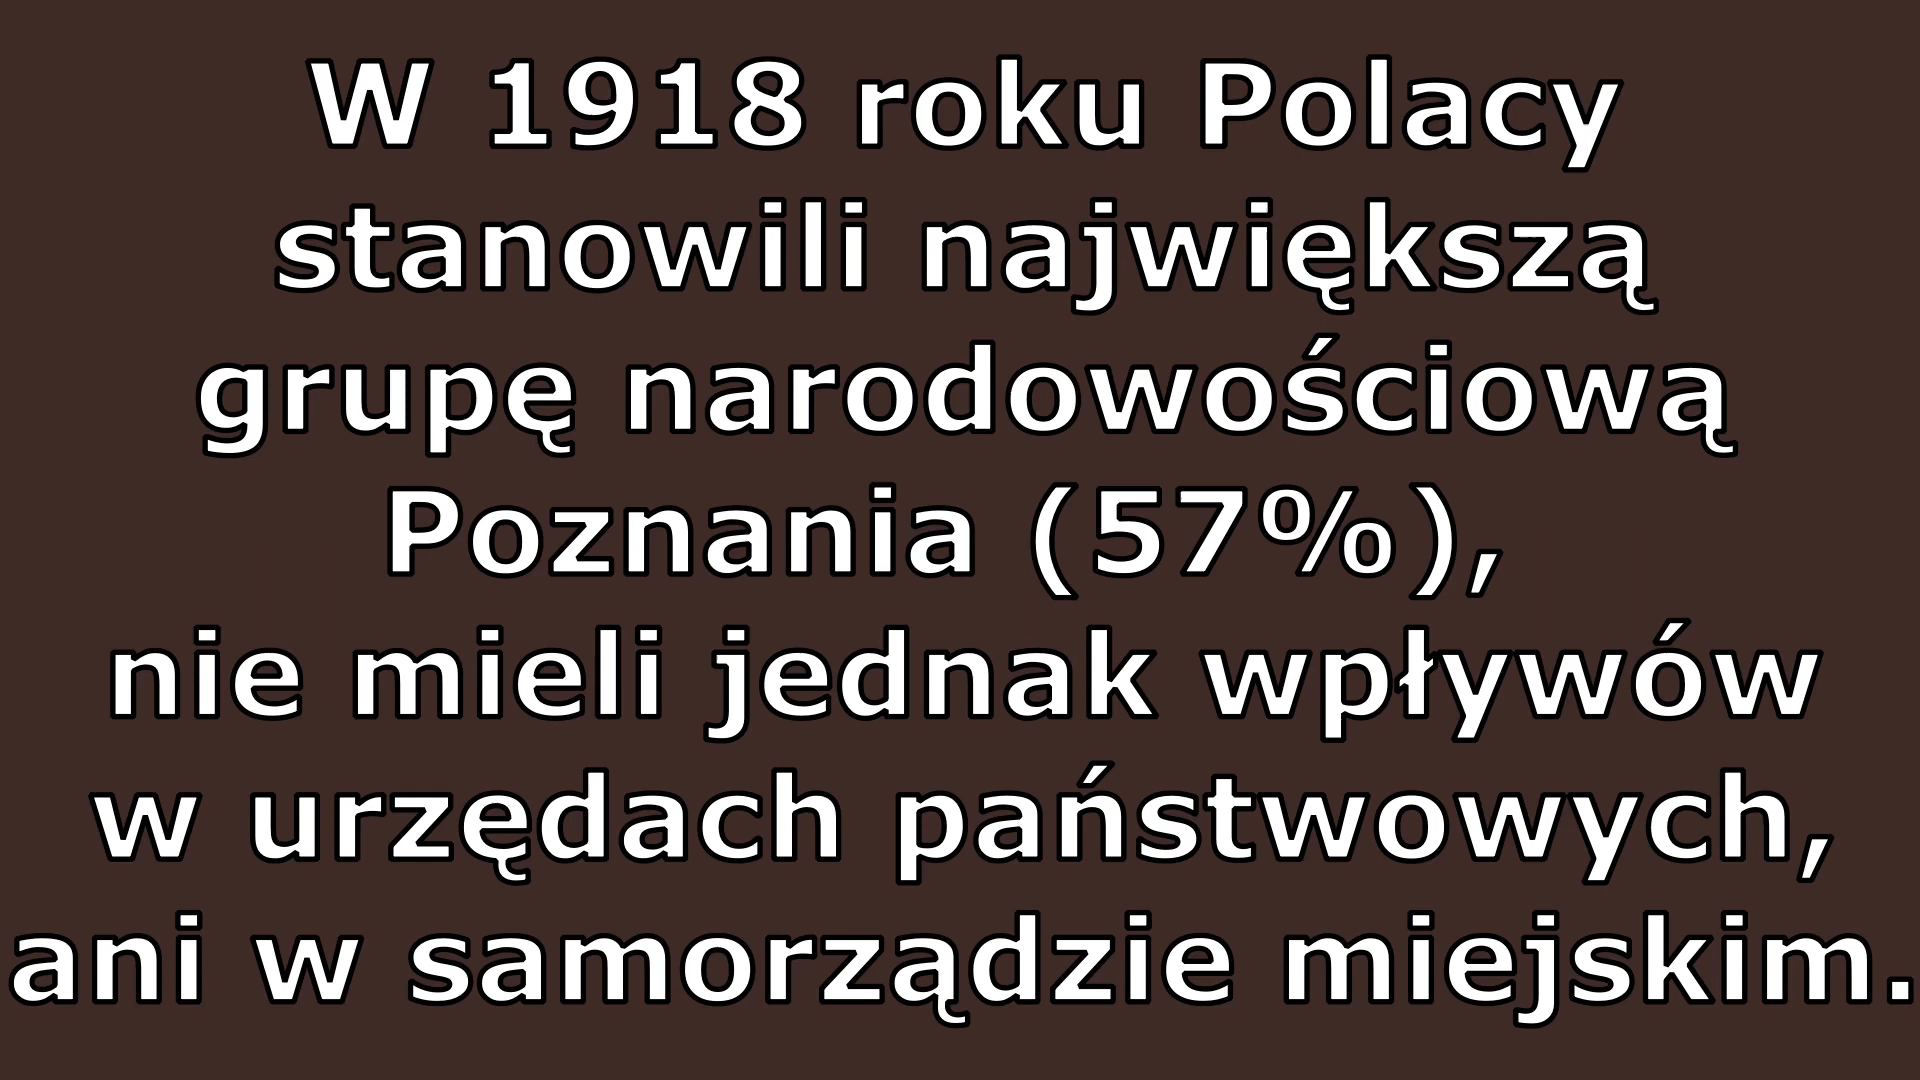 W 1918 roku Polacy
stanowili największą
grupę narodowościową
Poznania (57%),
nie mieli jednak wpływów
w urzędach państwowych,
ani w samorządzie miejskim.